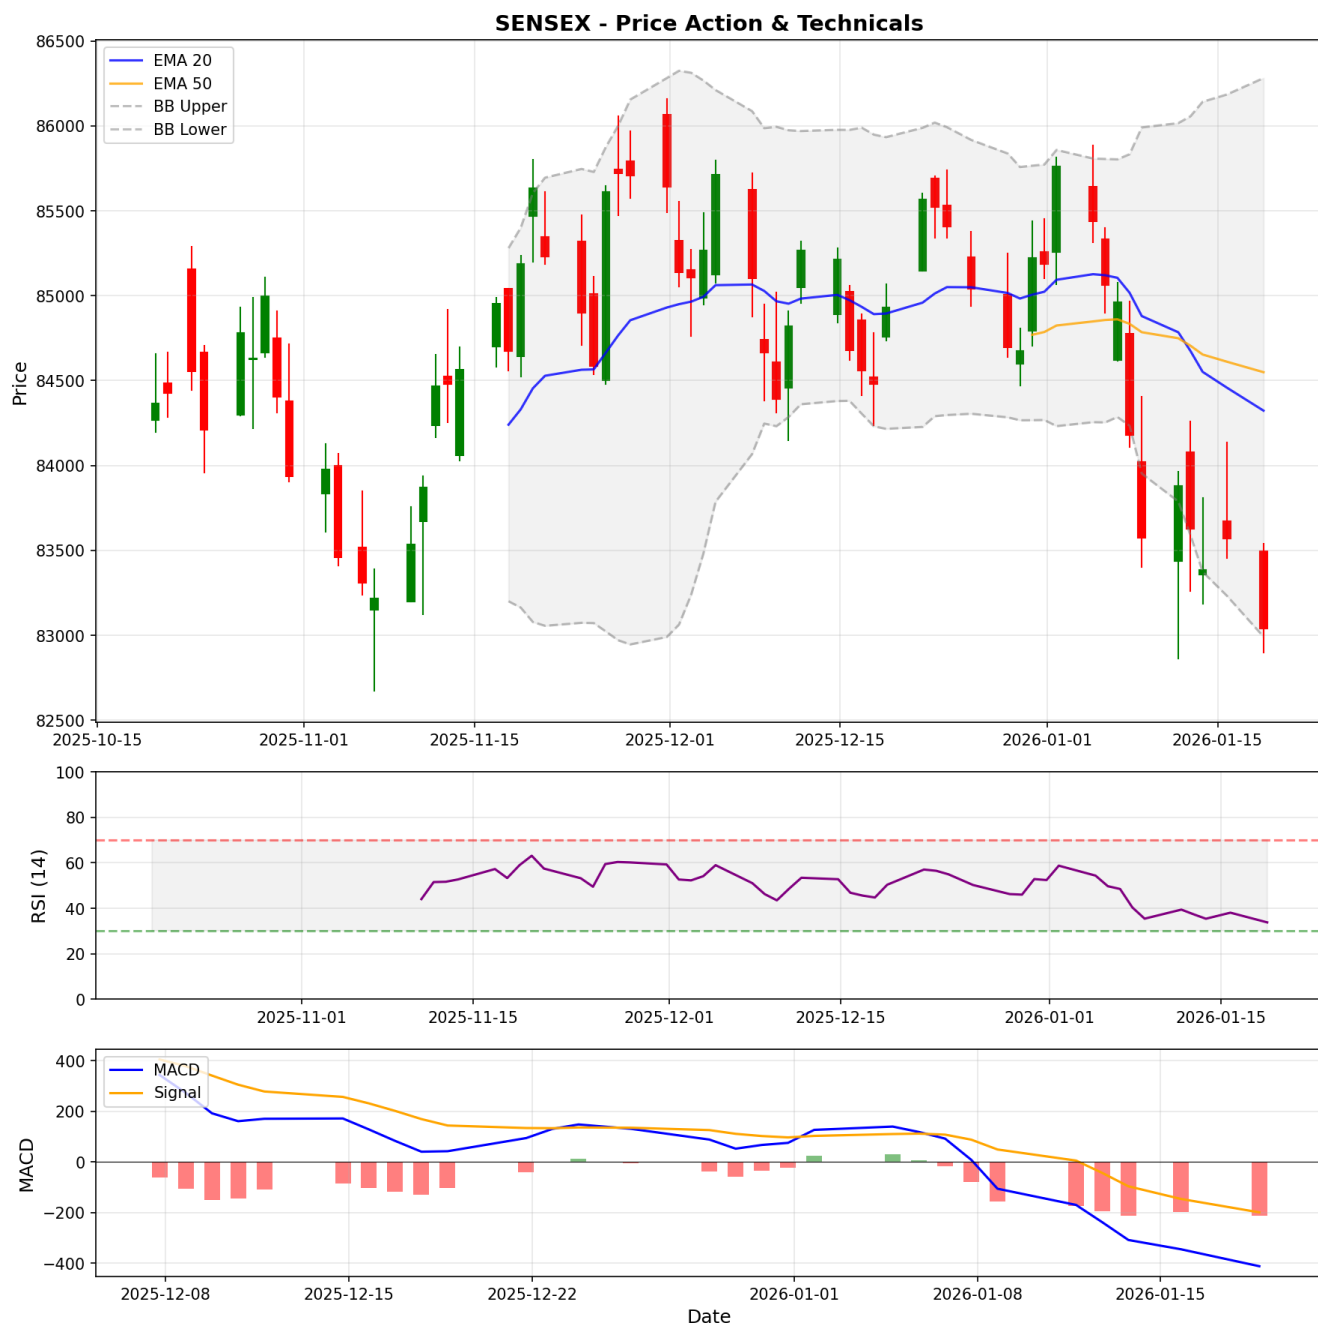 SENSEX - Price Action & Technicals
86500
86000
85500
85000
84500
84000
83500
83000
82500
Price
EMA 20
EMA 50
BB Upper
BB Lower
2025-10-15 2025-11-01 2025-11-15 2025-12-01 2025-12-15 2026-01-01 2026-01-15
100
80
60
40
20
0
RSI (14)
2025-11-01 2025-11-15 2025-12-01 2025-12-15 2026-01-01 2026-01-15
400
200
0
−200
−400
MACD
MACD
Signal
2025-12-08 2025-12-15 2025-12-22 2026-01-01 2026-01-08 2026-01-15
Date